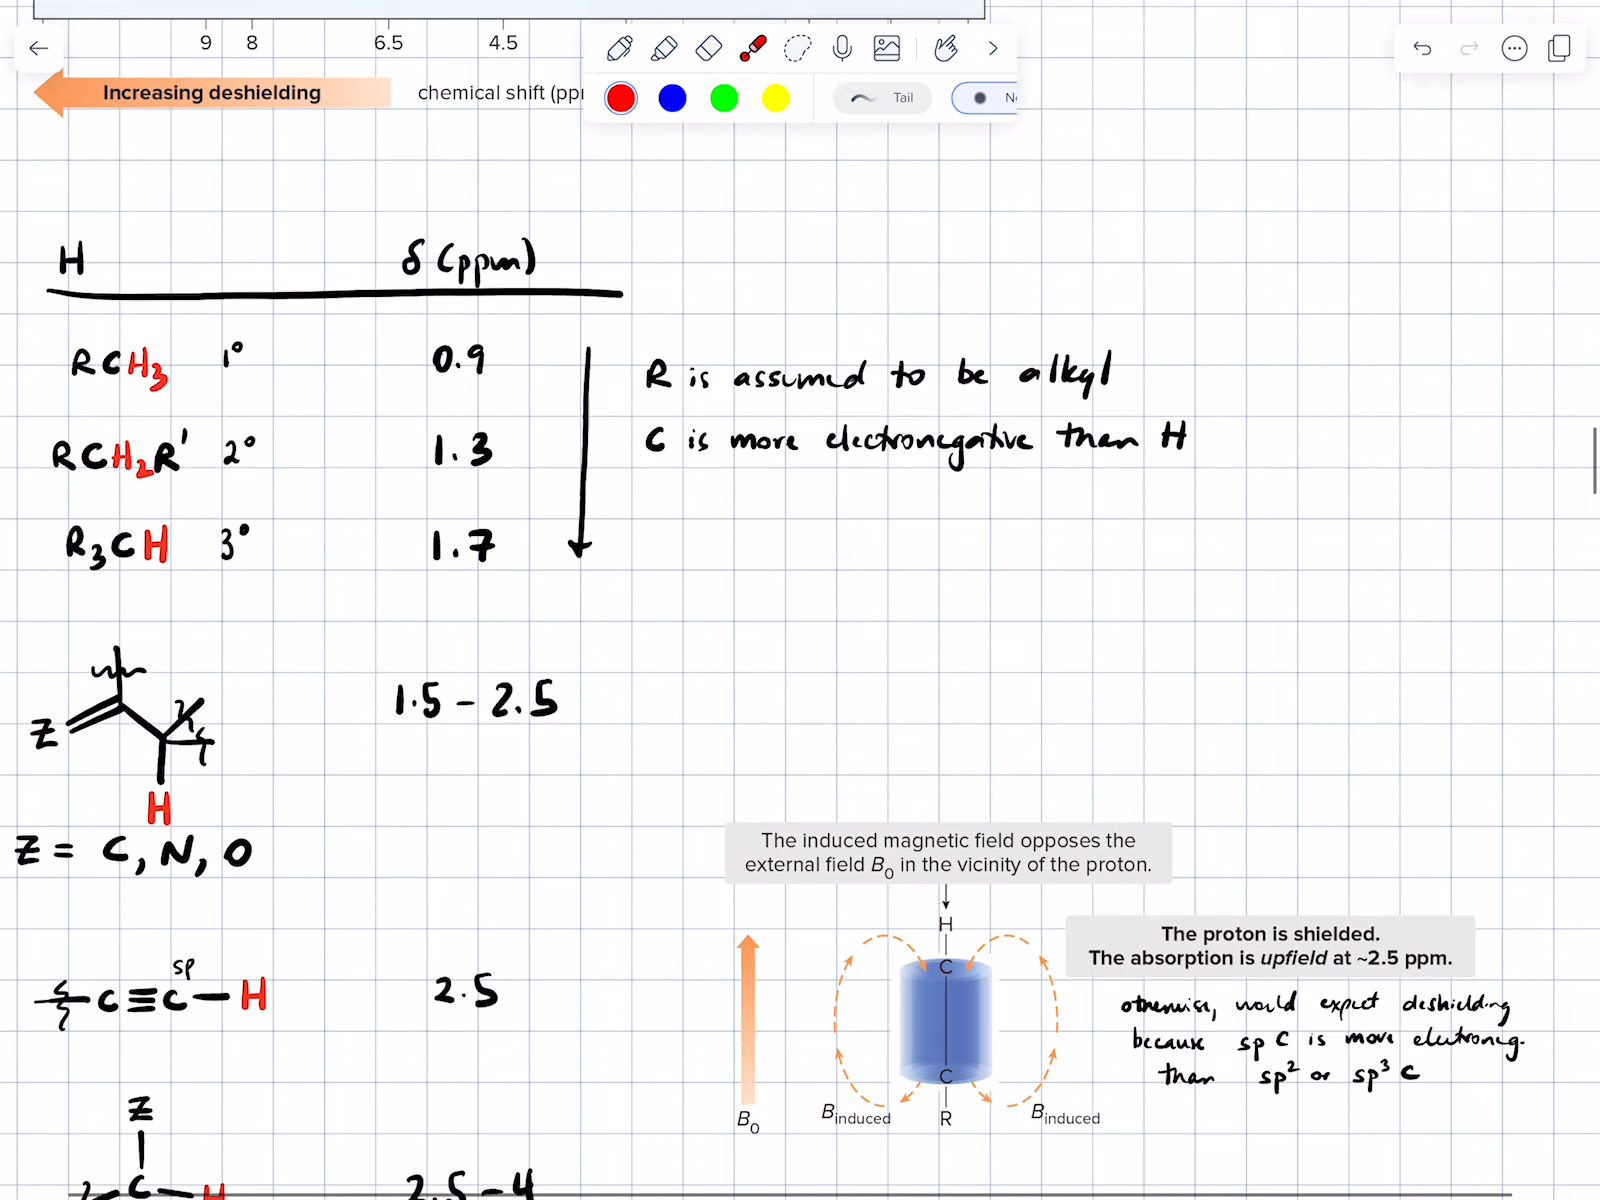 9 8 6.5 4.5
Increasing deshielding
chemical shift (pp
Tail
N
H δ (ppm)
RCH₃ 1° 0.9
RCH₂R' 2° 1.3
R₃CH 3° 1.7
R is assumed to be alkyl
C is more electronegative than H
Z
H
1.5 - 2.5
Z = C, N, O
sp
C≡C-H 2.5
The induced magnetic field opposes the
external field B₀ in the vicinity of the proton.
H
C
C
R
B₀
Binduced
Binduced
The proton is shielded.
The absorption is upfield at ~2.5 ppm.
otherwise, would expect deshielding
because sp C is more electroneg.
than sp² or sp³ C
Z
C-H 2.5-4